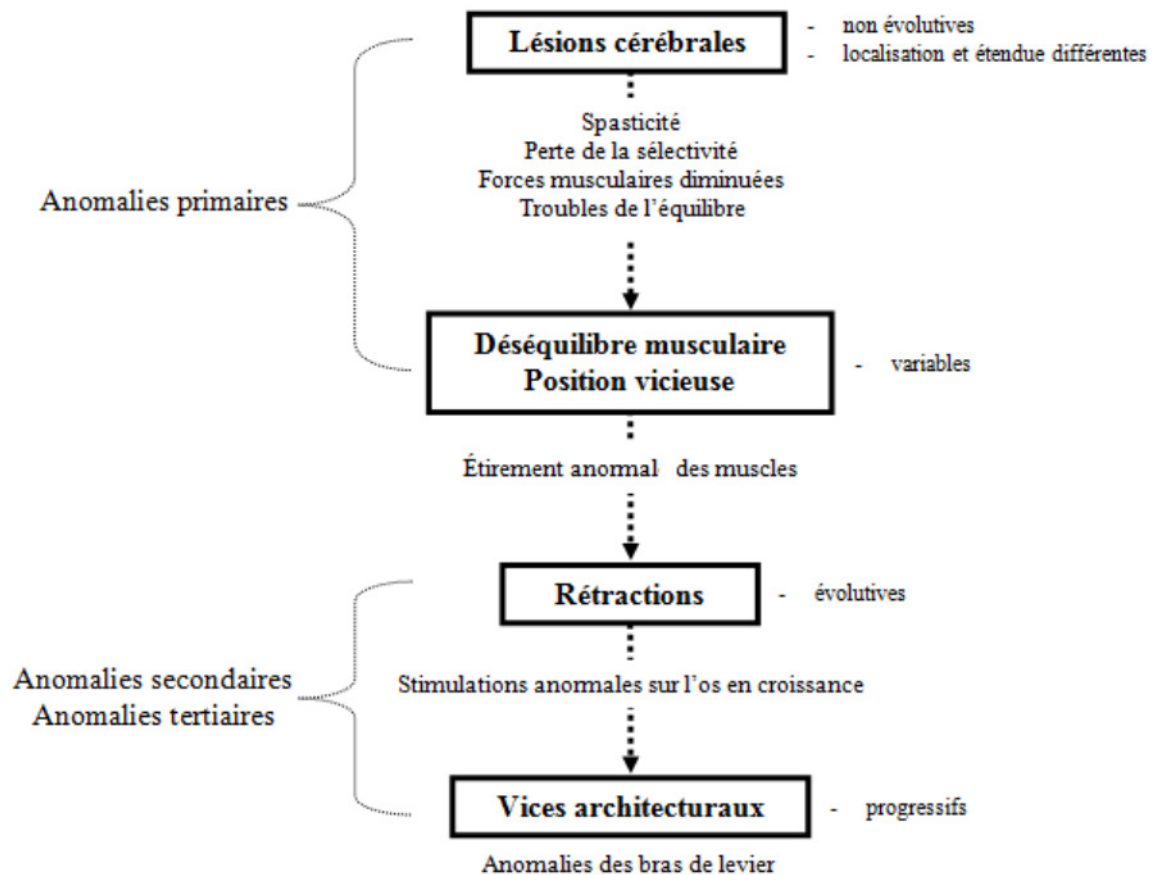 Lésions cérébrales
- non évolutives
- localisation et étendue différentes
Spasticité
Perte de la sélectivité
Forces musculaires diminuées
Troubles de l'équilibre
Anomalies primaires
Déséquilibre musculaire
Position vicieuse
- variables
Étirement anormal des muscles
Rétractions
- évolutives
Anomalies secondaires
Anomalies tertiaires
Stimulations anormales sur l'os en croissance
Vices architecturaux
- progressifs
Anomalies des bras de levier